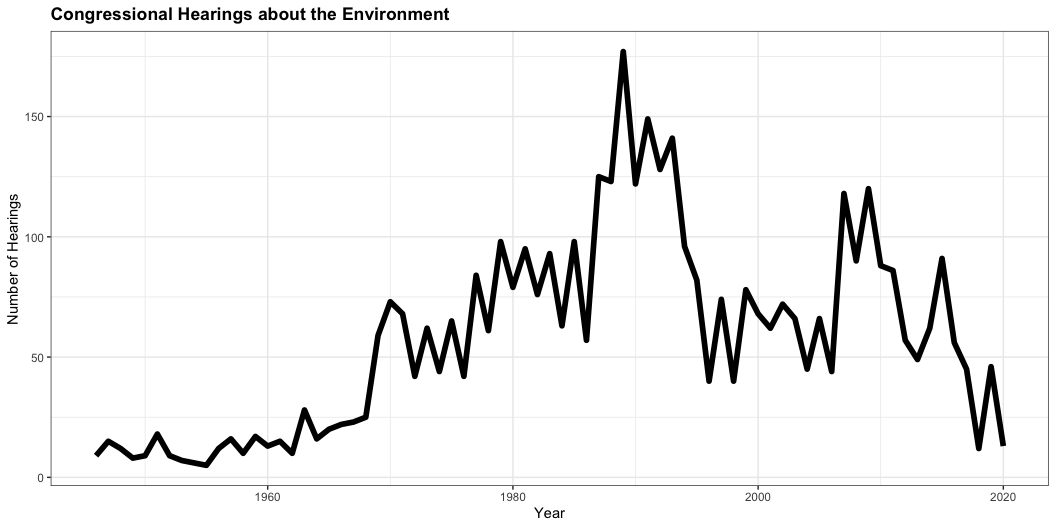 Congressional Hearings about the Environment
Number of Hearings
150
100
50
0
1960 1980 2000 2020
Year